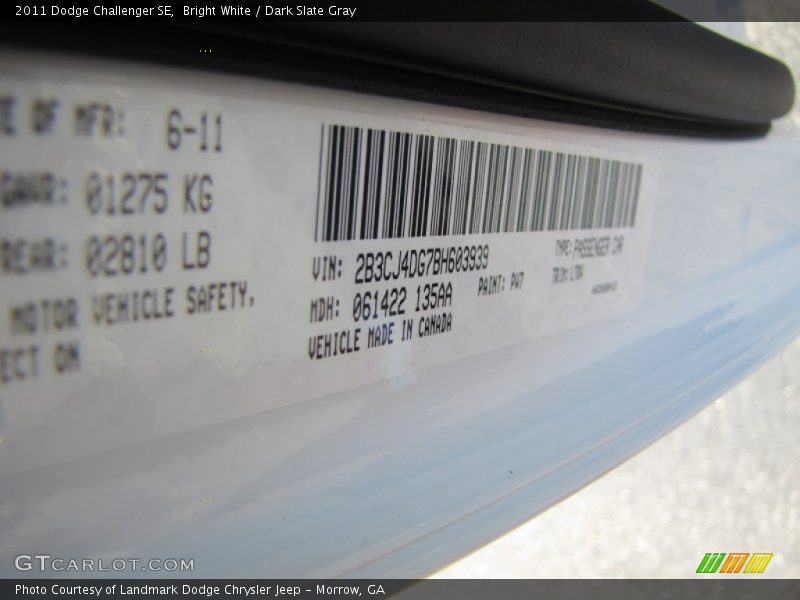 2011 Dodge Challenger SE, Bright White / Dark Slate Gray
E OF MFR: 6-11
GAWR: 01275 KG
REAR: 02810 LB
MOTOR VEHICLE SAFETY,
ECT ON
VIN: 2B3CJ4DG7BH603939
TYPE: PASSENGER CAR
MDH: 061422 135AA
PAINT: PW7
TRIM:
VEHICLE MADE IN CANADA
GTCARLOT.COM
Photo Courtesy of Landmark Dodge Chrysler Jeep - Morrow, GA